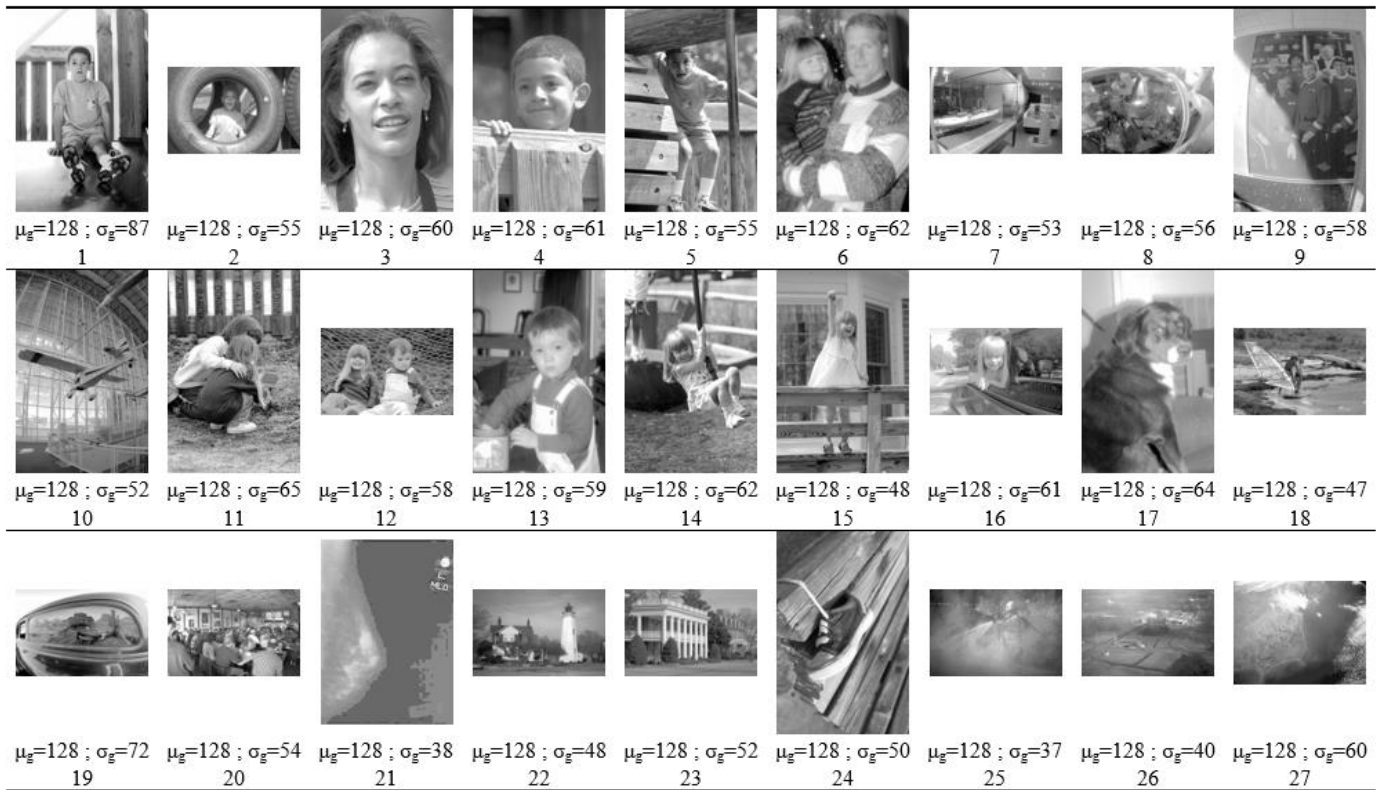 μg=128 ; σg=87 μg=128 ; σg=55 μg=128 ; σg=60 μg=128 ; σg=61 μg=128 ; σg=55 μg=128 ; σg=62 μg=128 ; σg=53 μg=128 ; σg=56 μg=128 ; σg=58
1 2 3 4 5 6 7 8 9
μg=128 ; σg=52 μg=128 ; σg=65 μg=128 ; σg=58 μg=128 ; σg=59 μg=128 ; σg=62 μg=128 ; σg=48 μg=128 ; σg=61 μg=128 ; σg=64 μg=128 ; σg=47
10 11 12 13 14 15 16 17 18
μg=128 ; σg=72 μg=128 ; σg=54 μg=128 ; σg=38 μg=128 ; σg=48 μg=128 ; σg=52 μg=128 ; σg=50 μg=128 ; σg=37 μg=128 ; σg=40 μg=128 ; σg=60
19 20 21 22 23 24 25 26 27